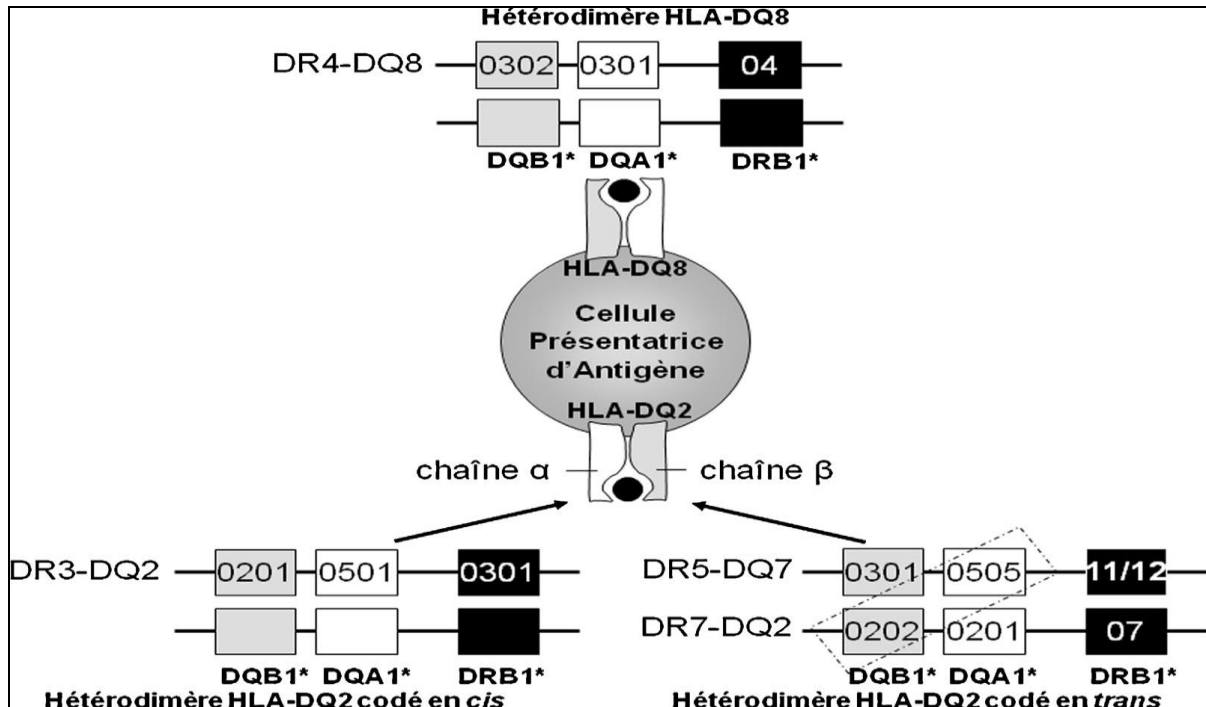 Hétérodimère HLA-DQ8
DR4-DQ8 0302 0301 04
DQB1* DQA1* DRB1*
HLA-DQ8
Cellule
Présentatrice
d'Antigène
HLA-DQ2
chaîne α chaîne β
DR3-DQ2 0201 0501 0301
DQB1* DQA1* DRB1*
Hétérodimère HLA-DQ2 codé en cis
DR5-DQ7 0301 0505 11/12
DR7-DQ2 0202 0201 07
DQB1* DQA1* DRB1*
Hétérodimère HLA-DQ2 codé en trans